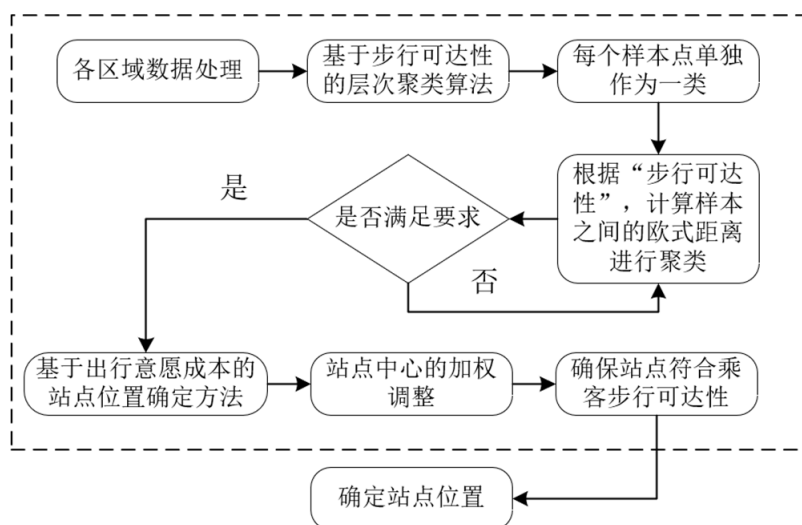 各区域数据处理
基于步行可达性
的层次聚类算法
每个样本点单独
作为一类
根据“步行可达
性”，计算样本
之间的欧式距离
进行聚类
是否满足要求
是
否
基于出行意愿成本的
站点位置确定方法
站点中心的加权
调整
确保站点符合乘
客步行可达性
确定站点位置